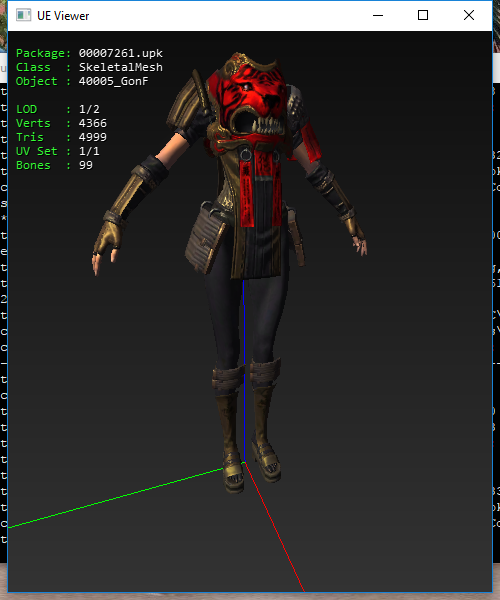 UE Viewer
Package: 00007261.upk
Class : SkeletalMesh
Object : 40005_GonF
LOD : 1/2
Verts : 4366
Tris : 4999
UV Set : 1/1
Bones : 99